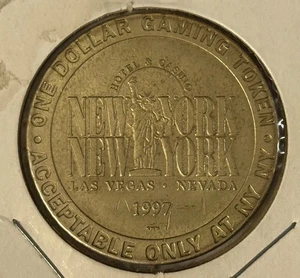 · ONE DOLLAR GAMING TOKEN ·
HOTEL & CASINO
NEW YORK
NEW YORK
LAS VEGAS · NEVADA
1997
ACCEPTABLE ONLY AT NY NY